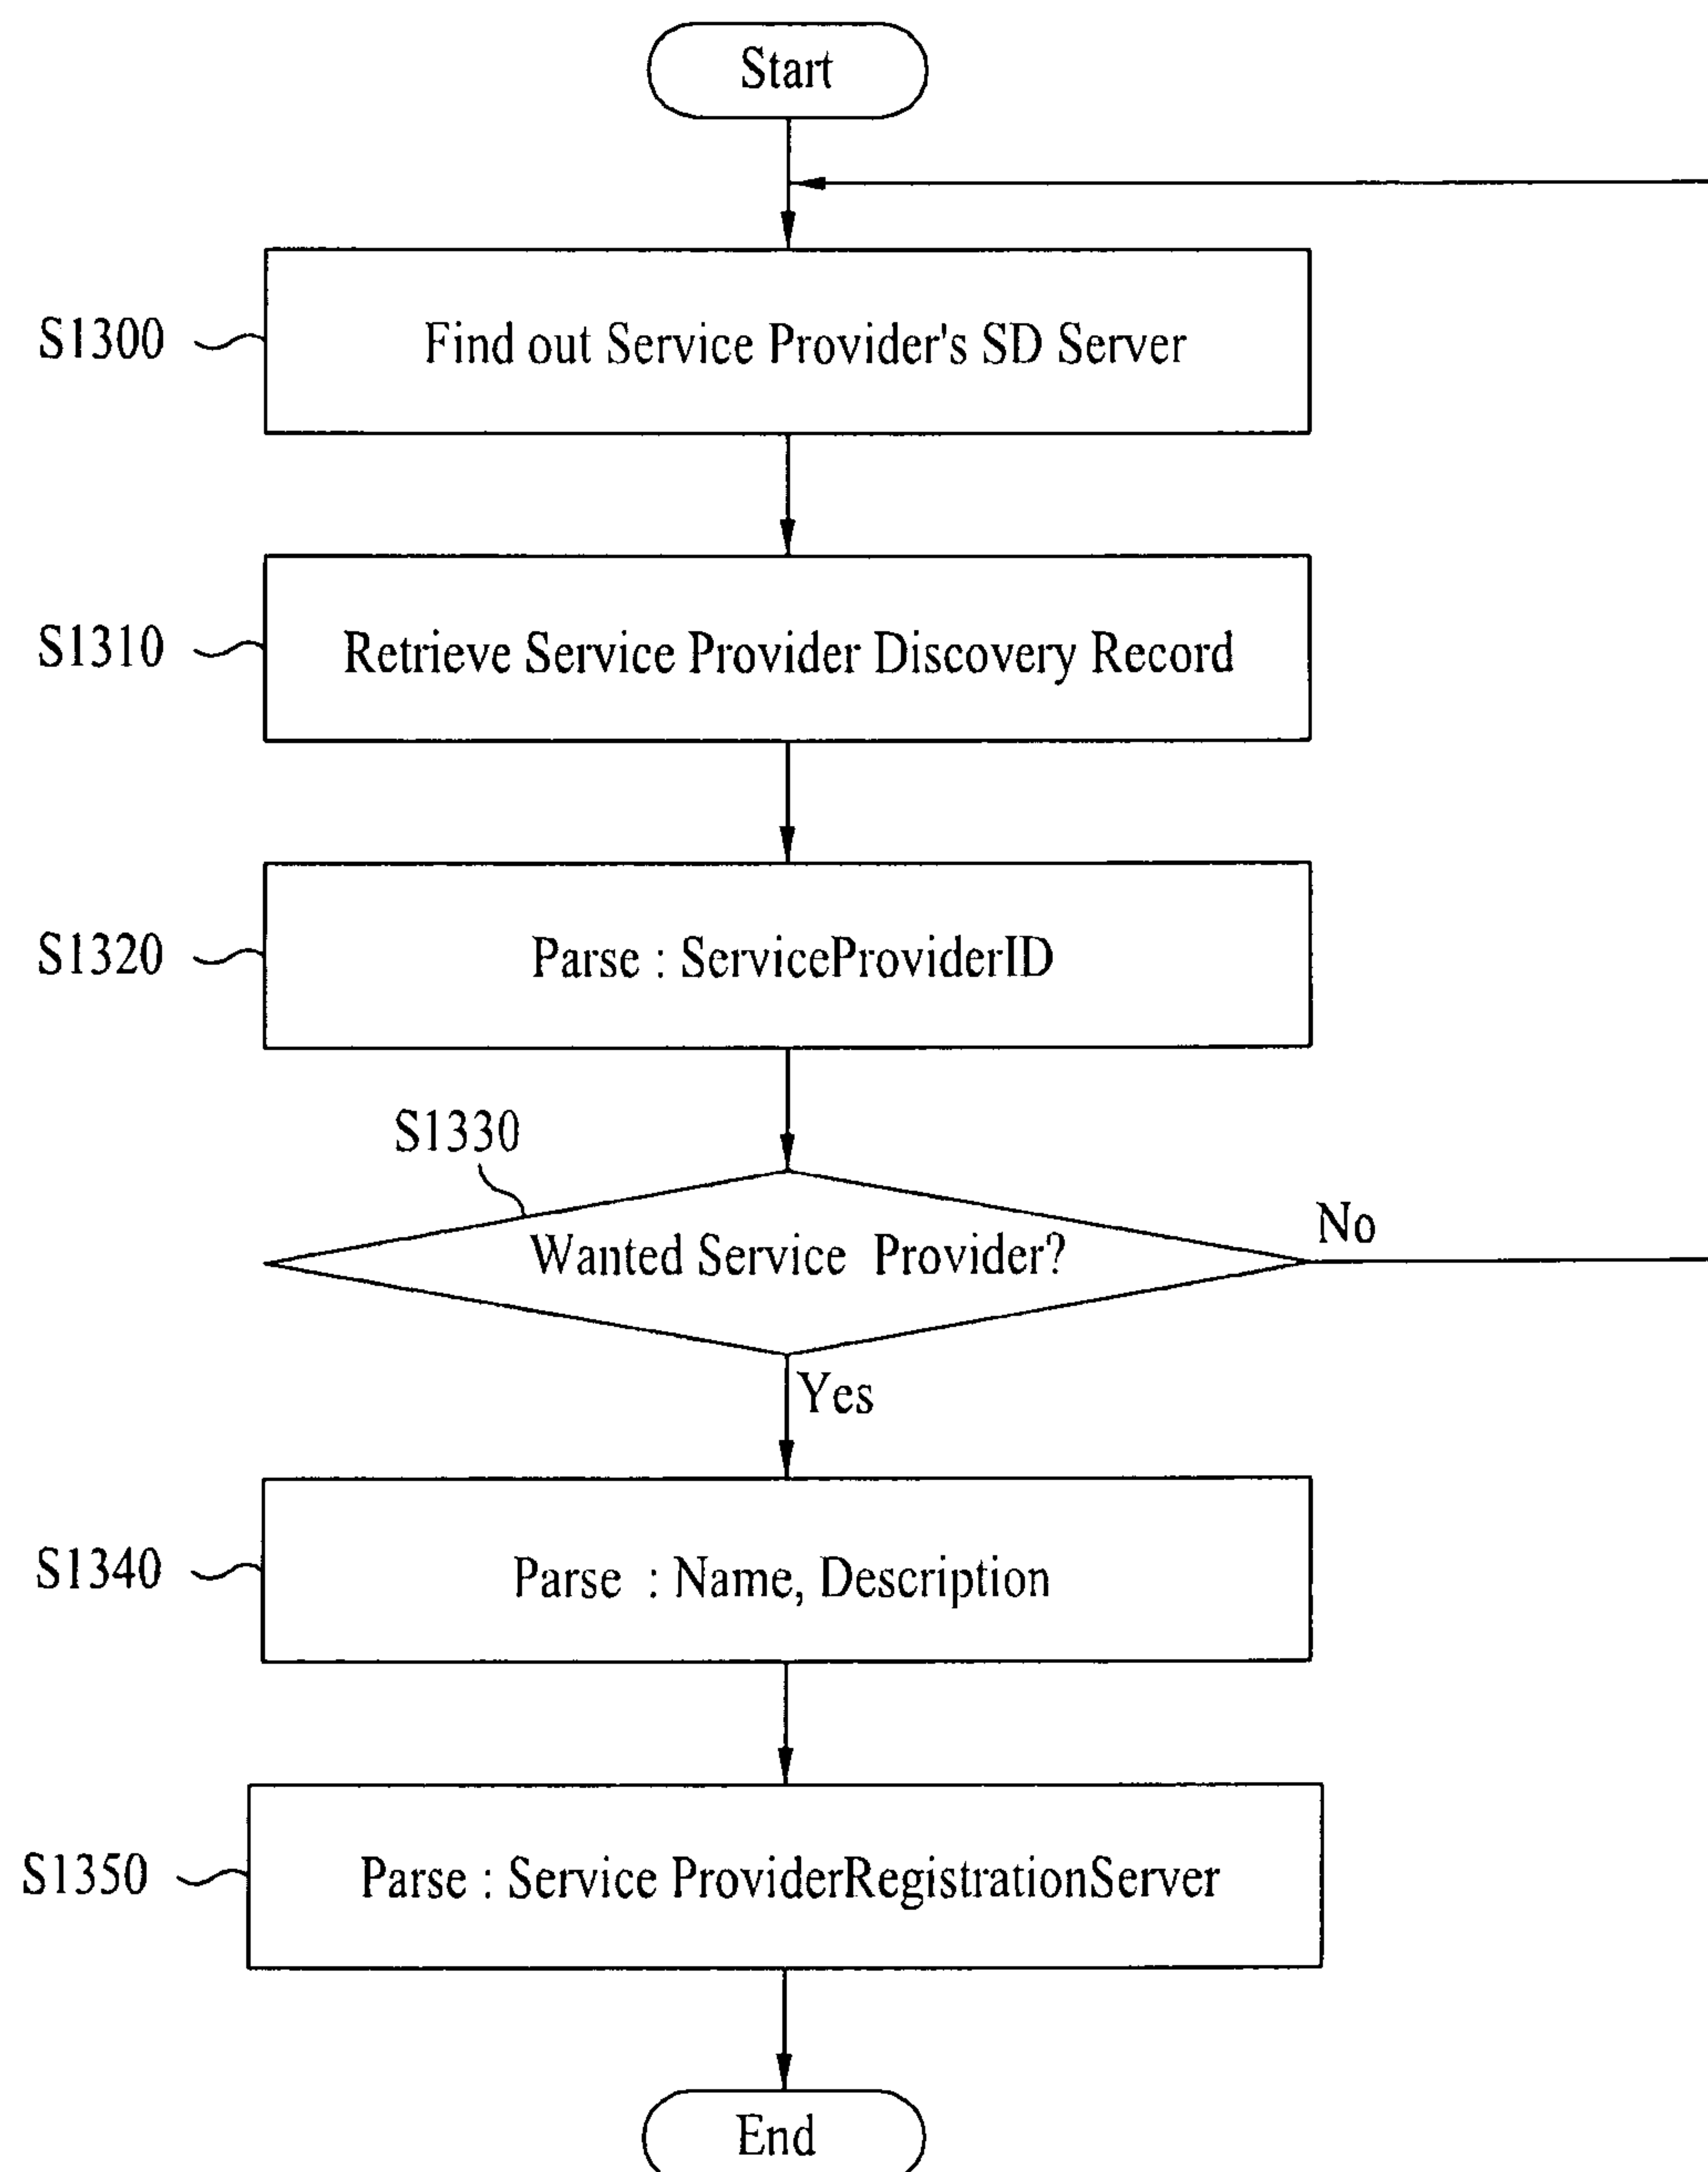 Start
S1300
Find out Service Provider's SD Server
S1310
Retrieve Service Provider Discovery Record
S1320
Parse : ServiceProviderID
S1330
Wanted Service Provider?
No
Yes
S1340
Parse : Name, Description
S1350
Parse : Service ProviderRegistrationServer
End